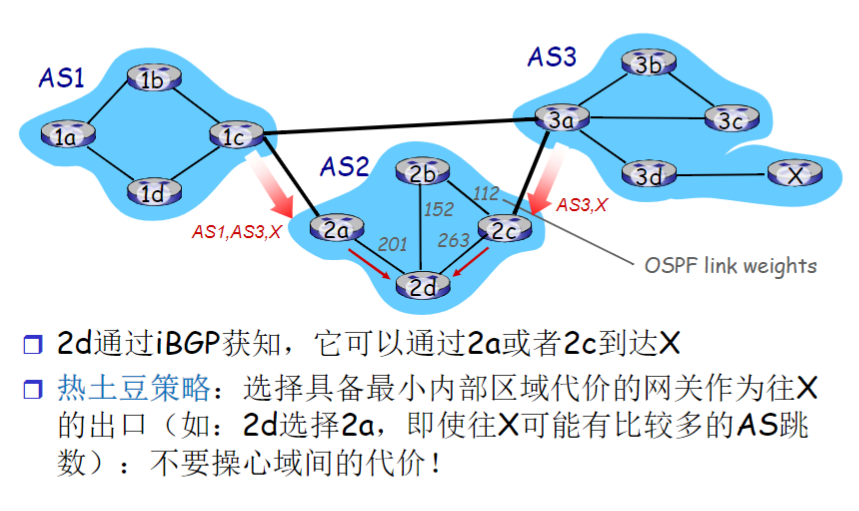 AS3
3b
AS1
1b
1a
1c
3a
3c
1d
AS2
2b
3d
X
112
AS1,AS3,X
152
AS3,X
2a
201
263
2c
2d
OSPF link weights
2d通过iBGP获知，它可以通过2a或者2c到达X
热土豆策略：选择具备最小内部区域代价的网关作为往X
的出口（如：2d选择2a，即使往X可能有比较多的AS跳
数）：不要操心域间的代价！